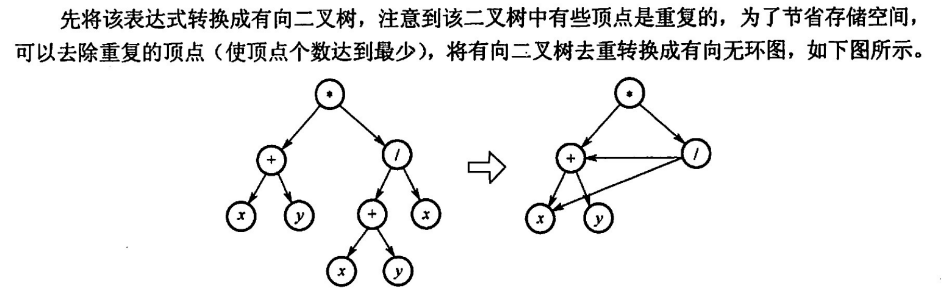 先将该表达式转换成有向二叉树，注意到该二叉树中有些顶点是重复的，为了节省存储空间，
可以去除重复的顶点（使顶点个数达到最少），将有向二叉树去重转换成有向无环图，如下图所示。
* *
+ / + /
x y + x x y
x y